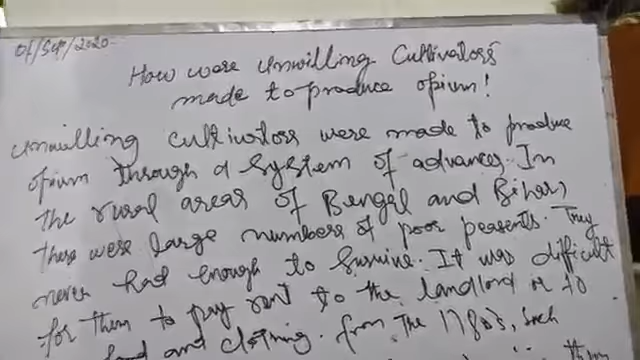 01/Sep/2020
How were unwilling Cultivators
made to produce opium!
Unwilling cultivators were made to produce
opium through a system of advances. In
the rural areas of Bengal and Bihar,
there were large numbers of poor pesents. They
never had enough to survive. It was difficult
for them to pay rent to the landlord or to
and clothing. from the 1780s, such